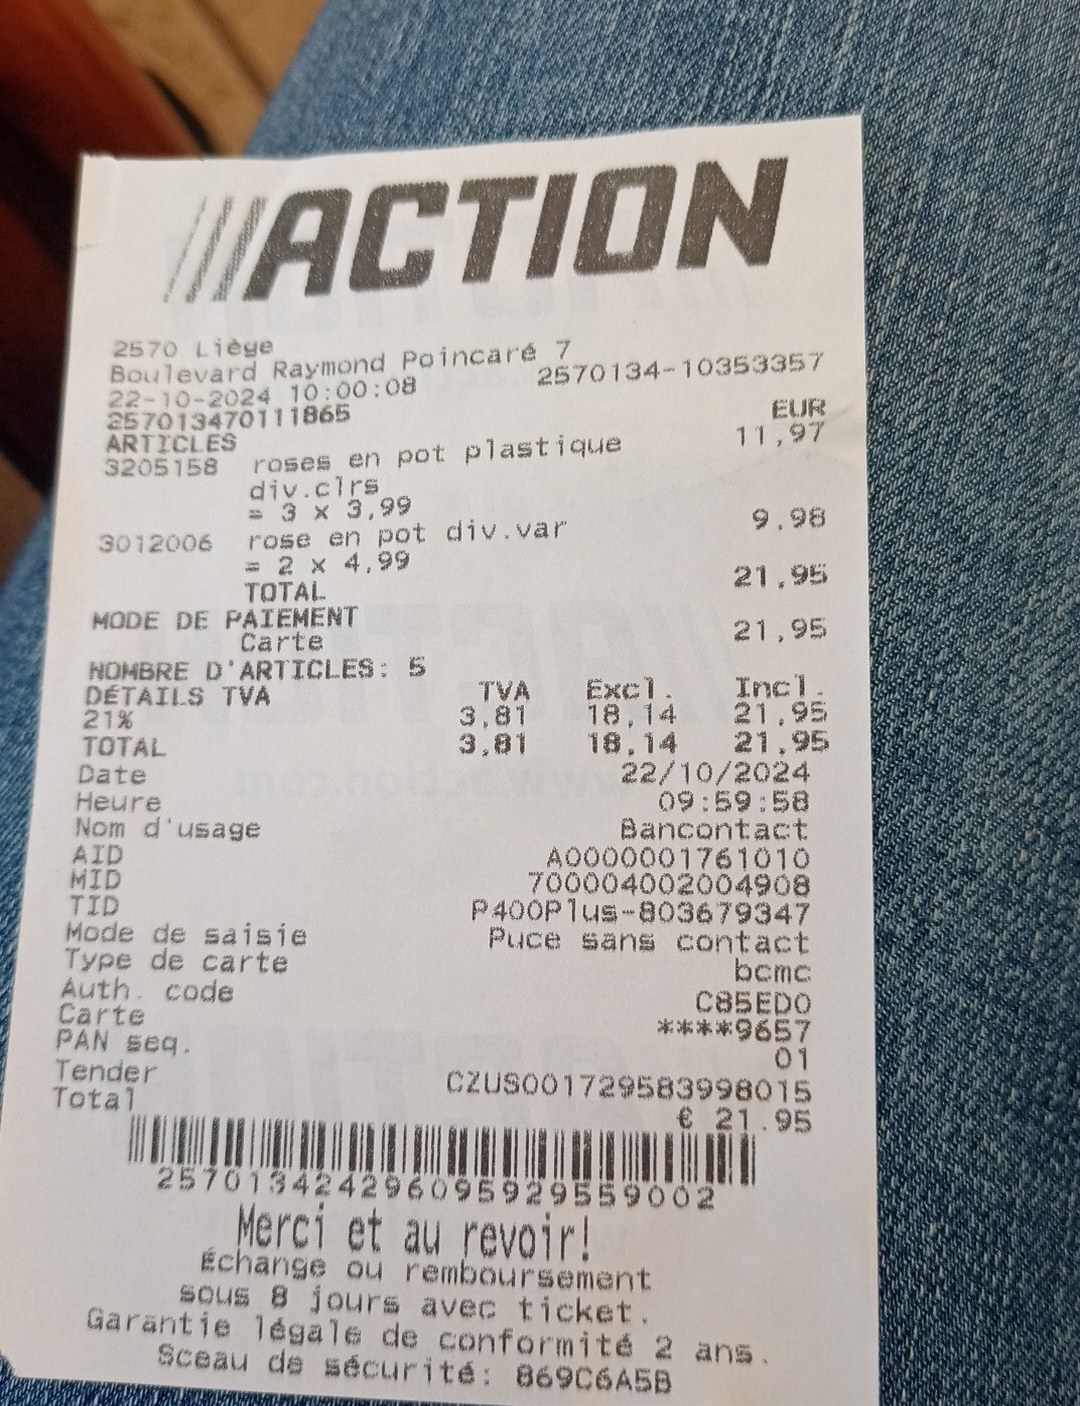 ACTION
2570 Liège
Boulevard Raymond Poincaré 7
22-10-2024 10:00:08 2570134-10353357
257013470111865 EUR
ARTICLES
3205158 roses en pot plastique 11,97
div.clrs
= 3 x 3,99
3012006 rose en pot div.var 9,98
= 2 x 4,99
TOTAL 21,95
MODE DE PAIEMENT
Carte 21,95
NOMBRE D'ARTICLES: 5
DÉTAILS TVA TVA Excl. Incl.
21% 3,81 18,14 21,95
TOTAL 3,81 18,14 21,95
Date 22/10/2024
Heure 09:59:58
Nom d'usage Bancontact
AID A0000001761010
MID 700004002004908
TID P400Plus-803679347
Mode de saisie Puce sans contact
Type de carte bcmc
Auth. code C85ED0
Carte ****9657
PAN seq. 01
Tender CZUS001729583998015
Total € 21.95
2570134242960959295559002
Merci et au revoir!
Échange ou remboursement
sous 8 jours avec ticket.
Garantie légale de conformité 2 ans.
Sceau de sécurité: 869C6A5B